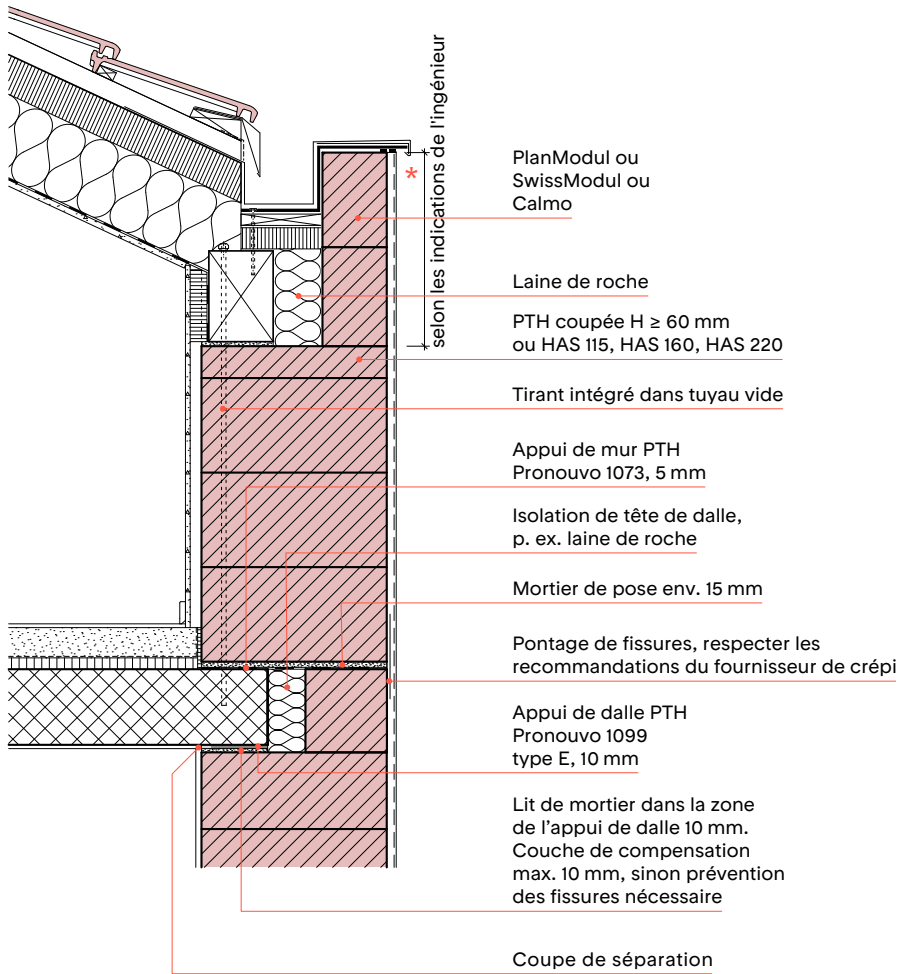 selon les indications de l'ingénieur
*
PlanModul ou
SwissModul ou
Calmo
Laine de roche
PTH coupée H ≥ 60 mm
ou HAS 115, HAS 160, HAS 220
Tirant intégré dans tuyau vide
Appui de mur PTH
Pronouvo 1073, 5 mm
Isolation de tête de dalle,
p. ex. laine de roche
Mortier de pose env. 15 mm
Pontage de fissures, respecter les
recommandations du fournisseur de crépi
Appui de dalle PTH
Pronouvo 1099
type E, 10 mm
Lit de mortier dans la zone
de l’appui de dalle 10 mm.
Couche de compensation
max. 10 mm, sinon prévention
des fissures nécessaire
Coupe de séparation